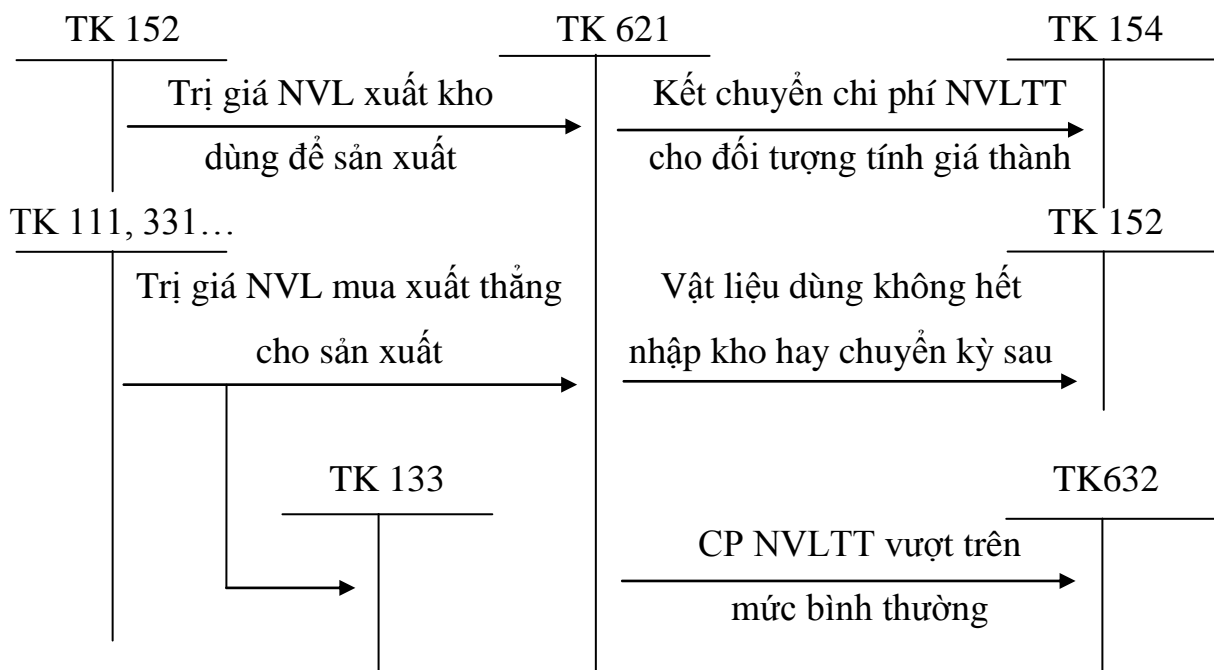 TK 152
TK 621
TK 154
Trị giá NVL xuất kho
dùng để sản xuất
Kết chuyển chi phí NVLTT
cho đối tượng tính giá thành
TK 111, 331…
TK 152
Trị giá NVL mua xuất thẳng
cho sản xuất
Vật liệu dùng không hết
nhập kho hay chuyển kỳ sau
TK 133
TK632
CP NVLTT vượt trên
mức bình thường